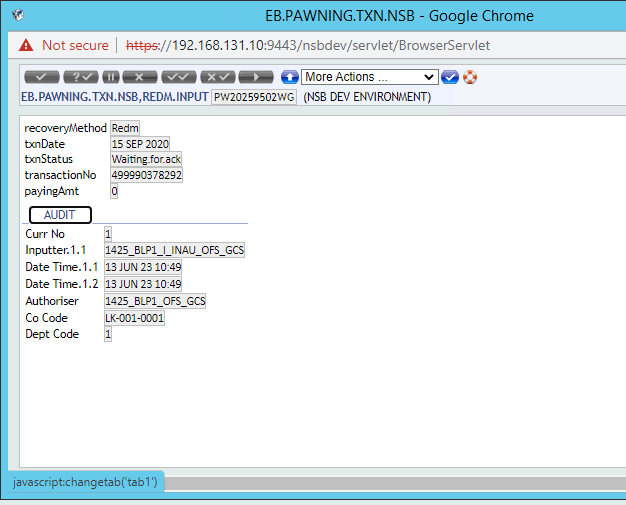 EB.PAWNING.TXN.NSB - Google Chrome
Not secure https://192.168.131.10:9443/nsbdev/servlet/BrowserServlet
More Actions ...
EB.PAWNING.TXN.NSB,REDM.INPUT PW20259502WG (NSB DEV ENVIRONMENT)
recoveryMethod Redm
txnDate 15 SEP 2020
txnStatus Waiting.for.ack
transactionNo 499990378292
payingAmt 0
AUDIT
Curr No 1
Inputter.1.1 1425_BLP1_I_INAU_OFS_GCS
Date Time.1.1 13 JUN 23 10:49
Date Time.1.2 13 JUN 23 10:49
Authoriser 1425_BLP1_OFS_GCS
Co Code LK-001-0001
Dept Code 1
javascript:changetab('tab1')